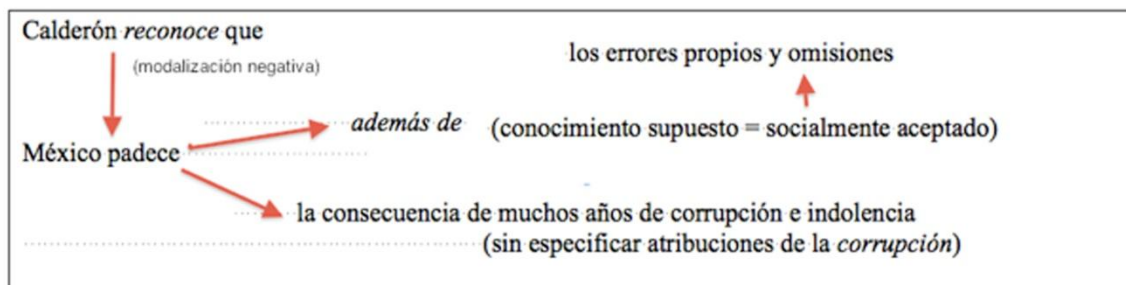 Calderón reconoce que
(modalización negativa)
los errores propios y omisiones
además de (conocimiento supuesto = socialmente aceptado)
México padece
la consecuencia de muchos años de corrupción e indolencia
(sin especificar atribuciones de la corrupción)